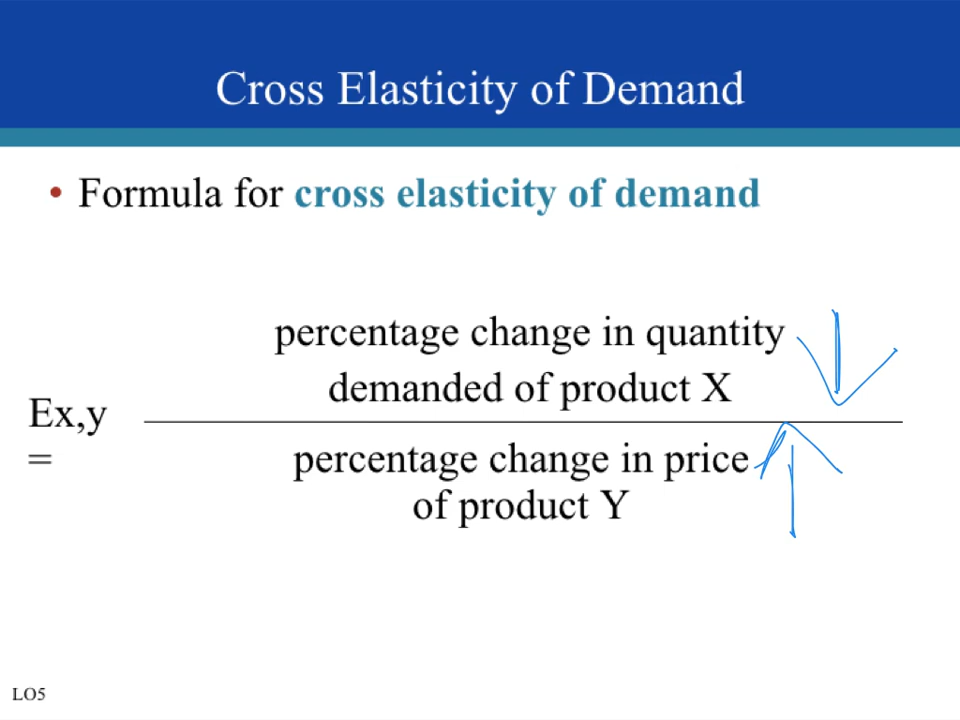 Cross Elasticity of Demand
• Formula for cross elasticity of demand
percentage change in quantity
demanded of product X
Ex,y
=
percentage change in price
of product Y
LO5